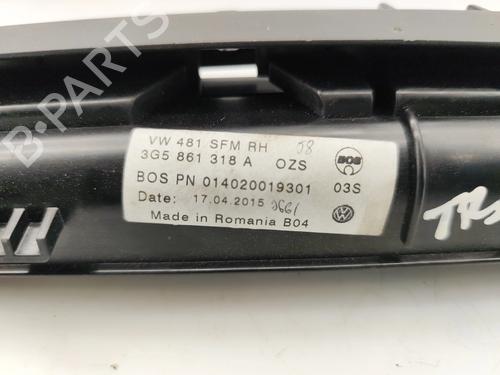 VW 481 SFM RH 58
3G5 861 318 A OZS
BOS
BOS PN 014020019301 03S
Date: 17.04.2015
Made in Romania B04
B-PARTS